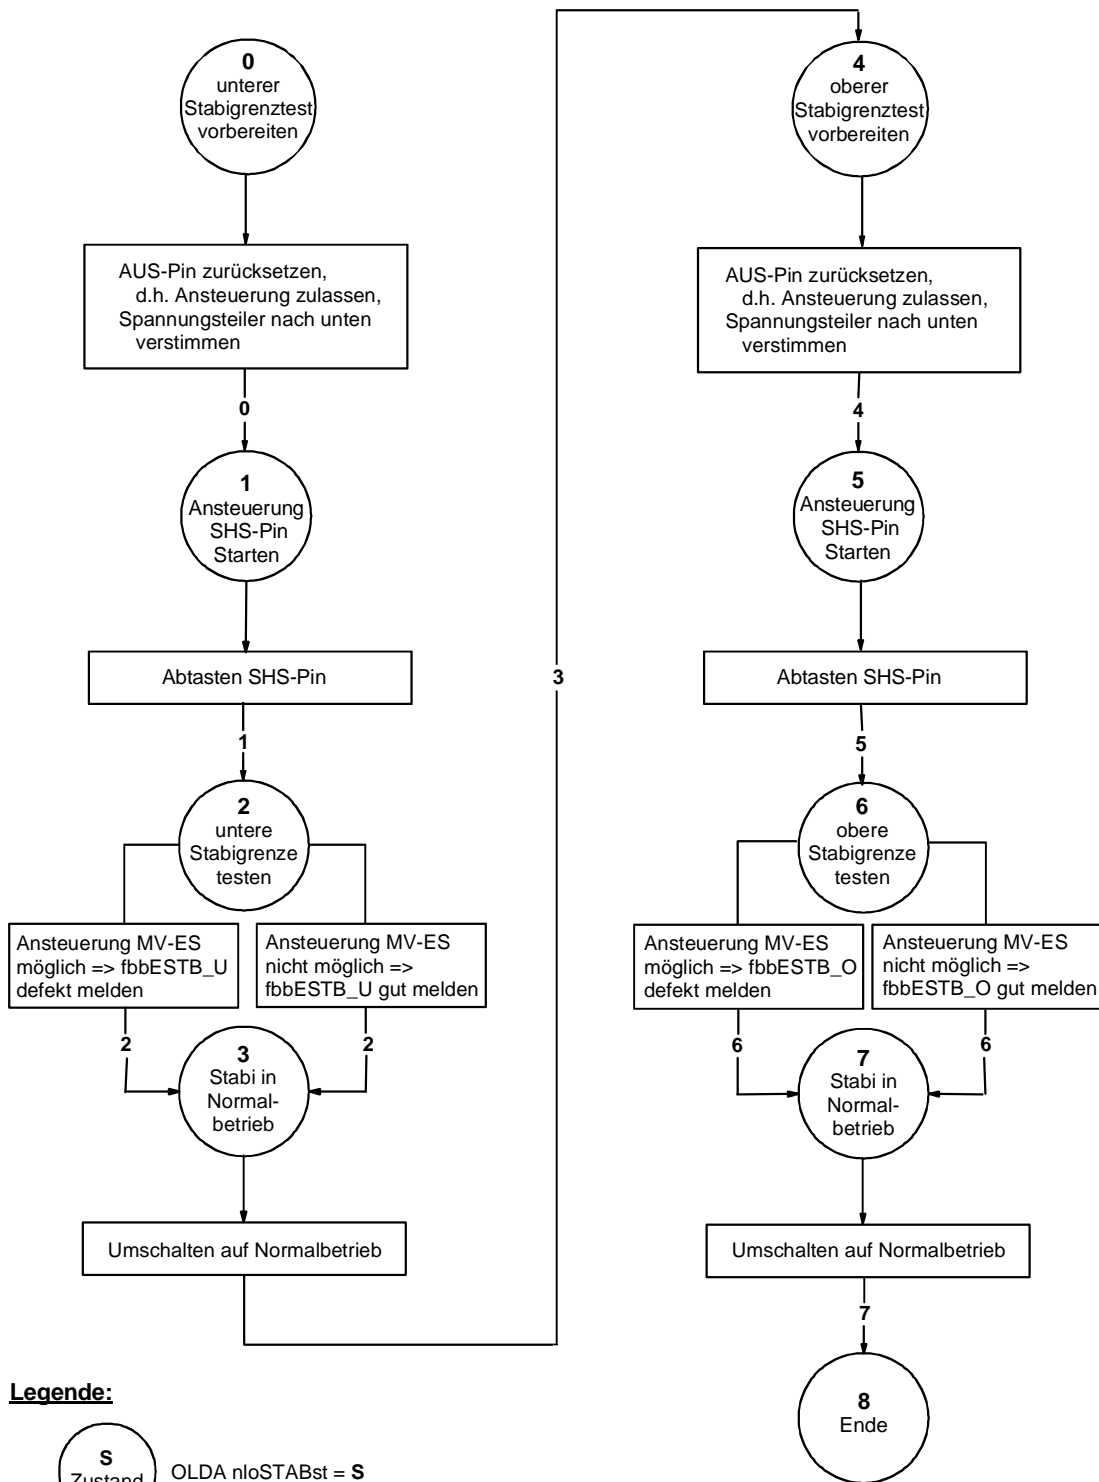 0
unterer
Stabigrenztest
vorbereiten
AUS-Pin zurücksetzen,
d.h. Ansteuerung zulassen,
Spannungsteiler nach unten
verstimmen
0
1
Ansteuerung
SHS-Pin
Starten
Abtasten SHS-Pin
1
2
untere
Stabigrenze
testen
Ansteuerung MV-ES
möglich => fbbESTB_U
defekt melden
Ansteuerung MV-ES
nicht möglich =>
fbbESTB_U gut melden
2
2
3
Stabi in
Normal-
betrieb
Umschalten auf Normalbetrieb
3
4
oberer
Stabigrenztest
vorbereiten
AUS-Pin zurücksetzen,
d.h. Ansteuerung zulassen,
Spannungsteiler nach unten
verstimmen
4
5
Ansteuerung
SHS-Pin
Starten
Abtasten SHS-Pin
5
6
obere
Stabigrenze
testen
Ansteuerung MV-ES
möglich => fbbESTB_O
defekt melden
Ansteuerung MV-ES
nicht möglich =>
fbbESTB_O gut melden
6
6
7
Stabi in
Normal-
betrieb
Umschalten auf Normalbetrieb
7
8
Ende
Legende:
S
Zustand
OLDA nloSTABst = S